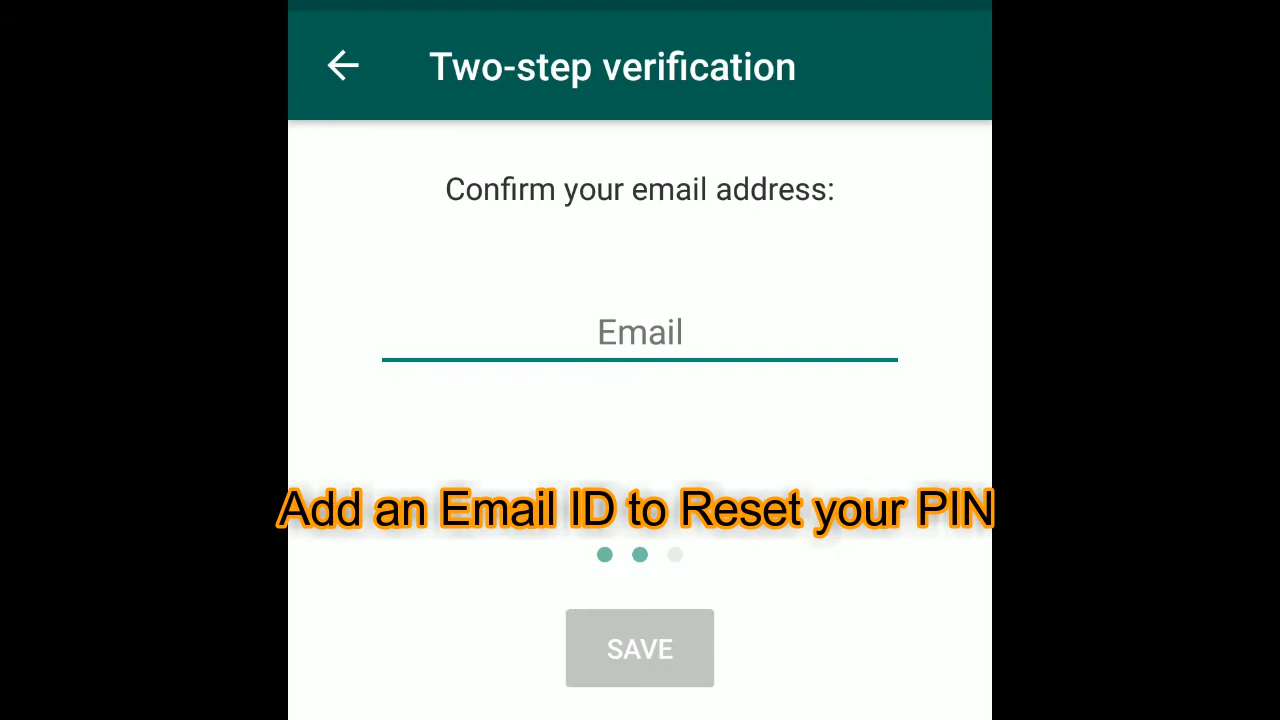 Two-step verification
Confirm your email address:
Email
Add an Email ID to Reset your PIN
SAVE